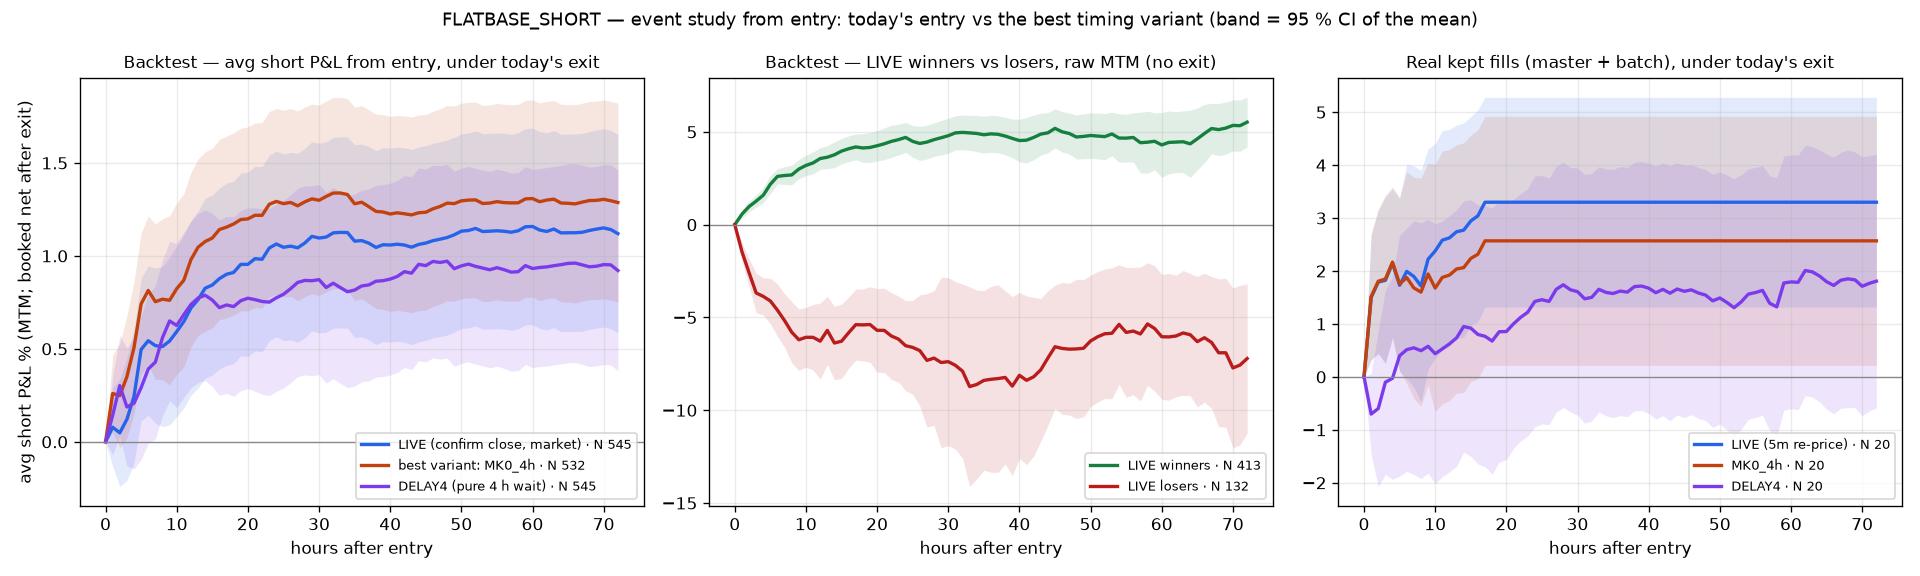 FLATBASE_SHORT — event study from entry: today's entry vs the best timing variant (band = 95 % CI of the mean)
Backtest — avg short P&L from entry, under today's exit
avg short P&L % (MTM; booked net after exit)
1.5
1.0
0.5
0.0
LIVE (confirm close, market) · N 545
best variant: MK0_4h · N 532
DELAY4 (pure 4 h wait) · N 545
0 10 20 30 40 50 60 70
hours after entry
Backtest — LIVE winners vs losers, raw MTM (no exit)
5
0
−5
−10
−15
LIVE winners · N 413
LIVE losers · N 132
0 10 20 30 40 50 60 70
hours after entry
Real kept fills (master + batch), under today's exit
5
4
3
2
1
0
−1
−2
LIVE (5m re-price) · N 20
MK0_4h · N 20
DELAY4 · N 20
0 10 20 30 40 50 60 70
hours after entry